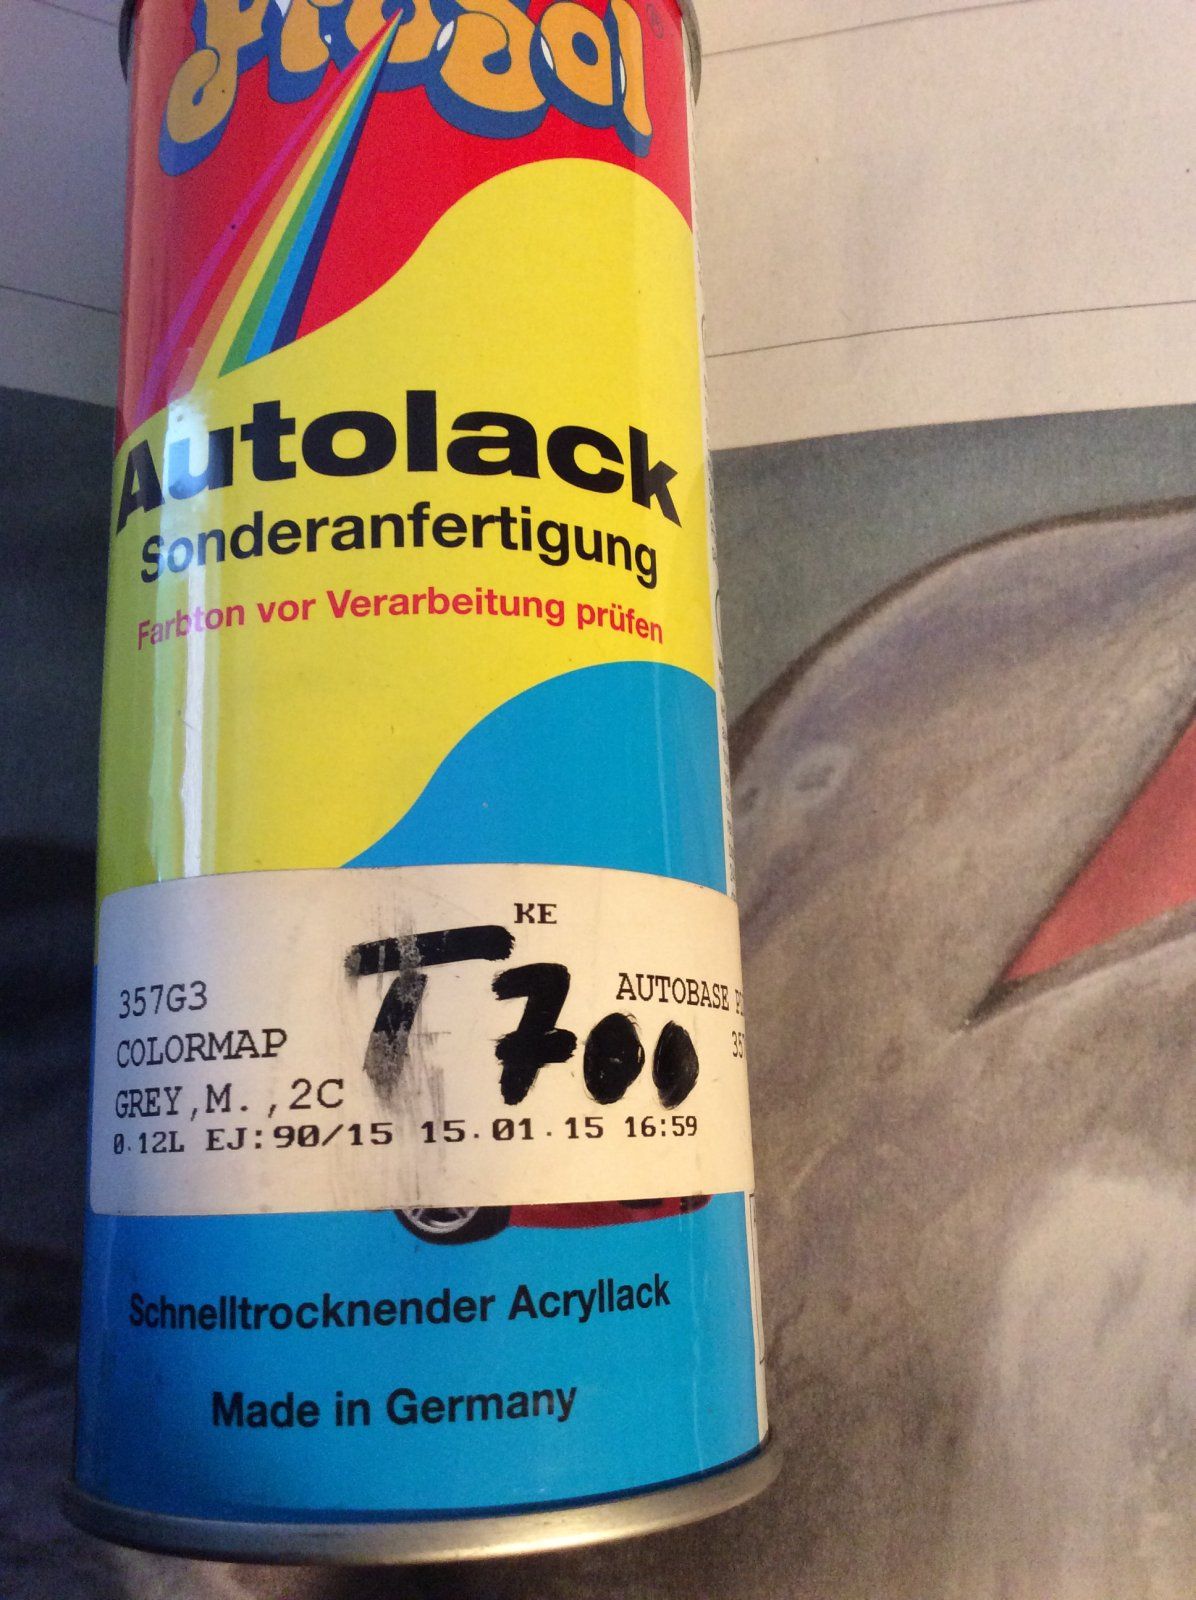 Prosol®
Autolack
Sonderanfertigung
Farbton vor Verarbeitung prüfen
KE
T700
357G3
AUTOBASE
COLORMAP
GREY,M.,2C
0.12L EJ:90/15 15.01.15 16:59
Schnelltrocknender Acryllack
Made in Germany